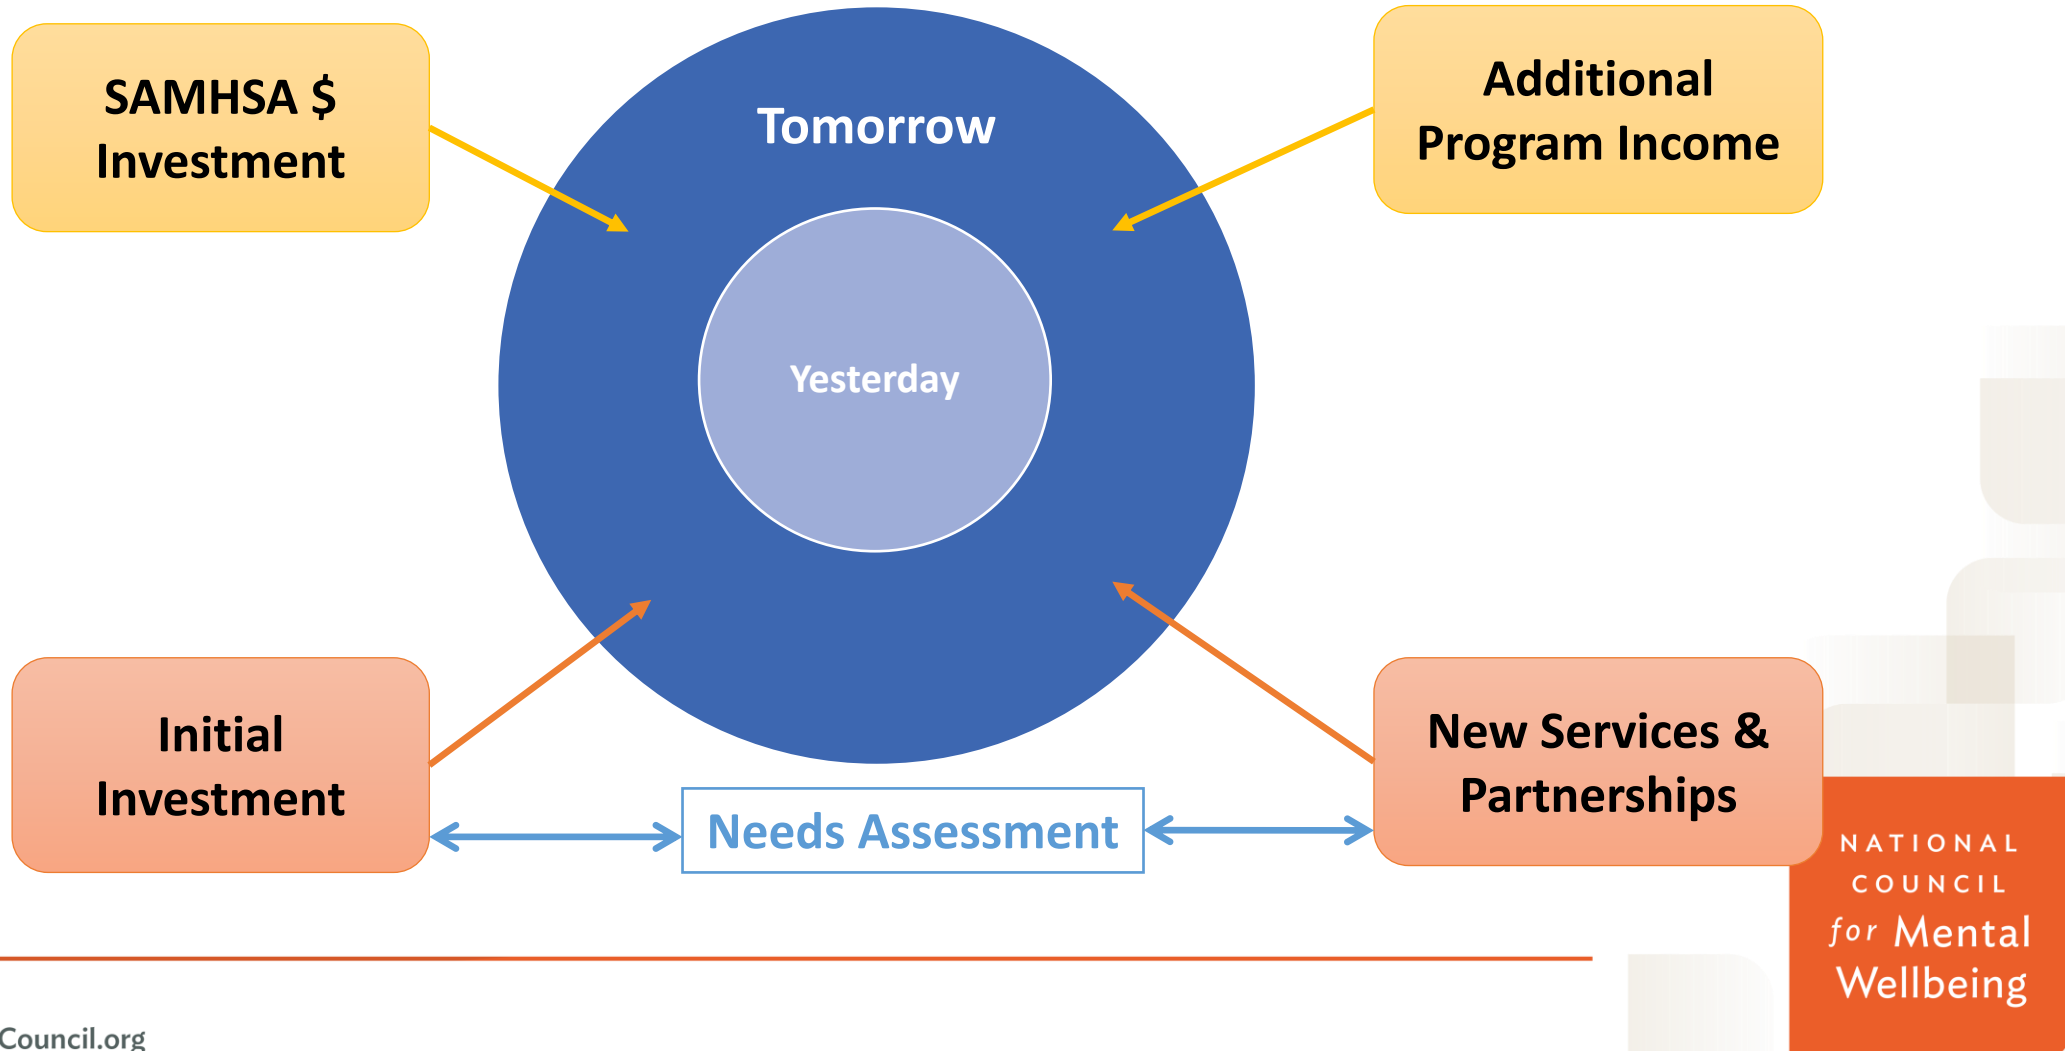 SAMHSA $
Investment
Tomorrow
Additional
Program Income
Yesterday
Initial
Investment
Needs Assessment
New Services &
Partnerships
NATIONAL
COUNCIL
for Mental
Wellbeing
Council.org